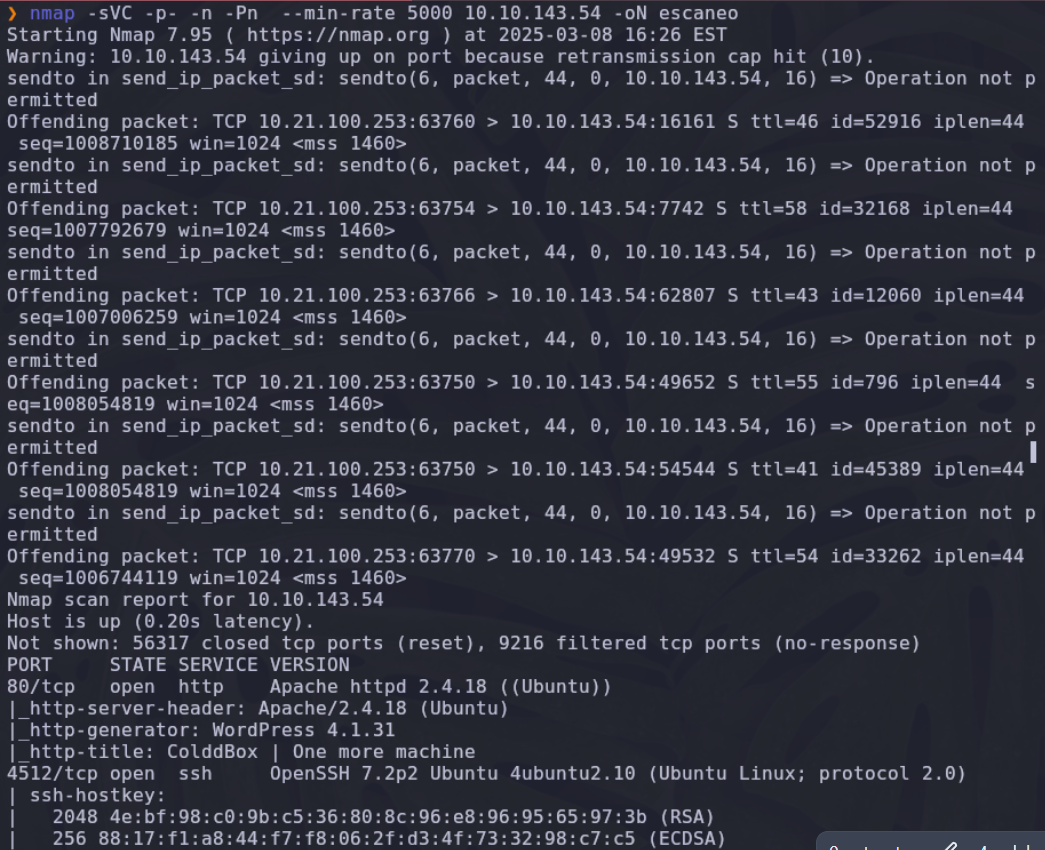 ❯ nmap -sVC -p- -n -Pn  --min-rate 5000 10.10.143.54 -oN escaneo
Starting Nmap 7.95 ( https://nmap.org ) at 2025-03-08 16:26 EST
Warning: 10.10.143.54 giving up on port because retransmission cap hit (10).
sendto in send_ip_packet_sd: sendto(6, packet, 44, 0, 10.10.143.54, 16) => Operation not p
ermitted
Offending packet: TCP 10.21.100.253:63760 > 10.10.143.54:16161 S ttl=46 id=52916 iplen=44
 seq=1008710185 win=1024 <mss 1460>
sendto in send_ip_packet_sd: sendto(6, packet, 44, 0, 10.10.143.54, 16) => Operation not p
ermitted
Offending packet: TCP 10.21.100.253:63754 > 10.10.143.54:7742 S ttl=58 id=32168 iplen=44
seq=1007792679 win=1024 <mss 1460>
sendto in send_ip_packet_sd: sendto(6, packet, 44, 0, 10.10.143.54, 16) => Operation not p
ermitted
Offending packet: TCP 10.21.100.253:63766 > 10.10.143.54:62807 S ttl=43 id=12060 iplen=44
 seq=1007006259 win=1024 <mss 1460>
sendto in send_ip_packet_sd: sendto(6, packet, 44, 0, 10.10.143.54, 16) => Operation not p
ermitted
Offending packet: TCP 10.21.100.253:63750 > 10.10.143.54:49652 S ttl=55 id=796 iplen=44  s
eq=1008054819 win=1024 <mss 1460>
sendto in send_ip_packet_sd: sendto(6, packet, 44, 0, 10.10.143.54, 16) => Operation not p
ermitted
Offending packet: TCP 10.21.100.253:63750 > 10.10.143.54:54544 S ttl=41 id=45389 iplen=44
 seq=1008054819 win=1024 <mss 1460>
sendto in send_ip_packet_sd: sendto(6, packet, 44, 0, 10.10.143.54, 16) => Operation not p
ermitted
Offending packet: TCP 10.21.100.253:63770 > 10.10.143.54:49532 S ttl=54 id=33262 iplen=44
 seq=1006744119 win=1024 <mss 1460>
Nmap scan report for 10.10.143.54
Host is up (0.20s latency).
Not shown: 56317 closed tcp ports (reset), 9216 filtered tcp ports (no-response)
PORT     STATE SERVICE VERSION
80/tcp   open  http    Apache httpd 2.4.18 ((Ubuntu))
|_http-server-header: Apache/2.4.18 (Ubuntu)
|_http-generator: WordPress 4.1.31
|_http-title: ColddBox | One more machine
4512/tcp open  ssh     OpenSSH 7.2p2 Ubuntu 4ubuntu2.10 (Ubuntu Linux; protocol 2.0)
| ssh-hostkey:
|   2048 4e:bf:98:c0:9b:c5:36:80:8c:96:e8:96:95:65:97:3b (RSA)
|   256 88:17:f1:a8:44:f7:f8:06:2f:d3:4f:73:32:98:c7:c5 (ECDSA)